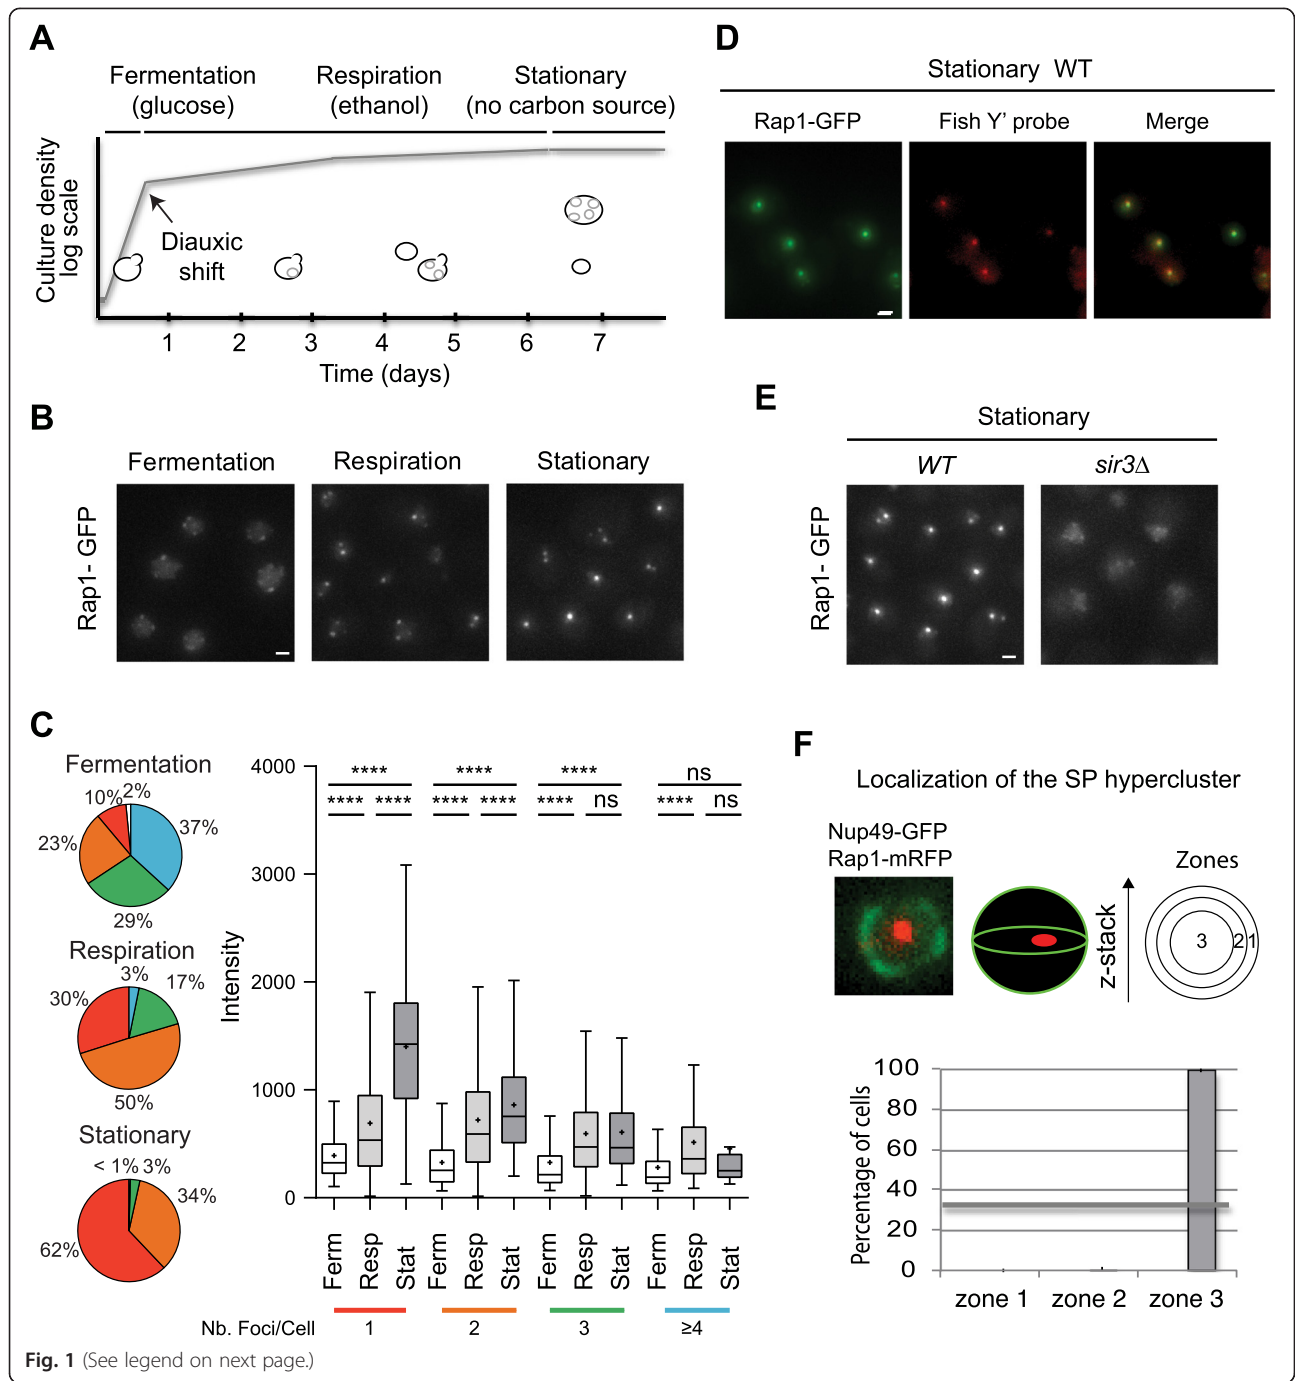 A
Fermentation
(glucose)
Respiration
(ethanol)
Stationary
(no carbon source)
Culture density
log scale
Diauxic
shift
1 2 3 4 5 6 7
Time (days)
B
Fermentation Respiration Stationary
Rap1- GFP
C
Fermentation
10% 2%
37%
23%
29%
Respiration
3%
17%
30%
50%
Stationary
< 1% 3%
34%
62%
Intensity
4000
3000
2000
1000
0
**** **** **** ns
**** **** **** **** **** ns **** ns
Ferm Resp Stat Ferm Resp Stat Ferm Resp Stat Ferm Resp Stat
Nb. Foci/Cell 1 2 3 ≥4
D
Stationary WT
Rap1-GFP Fish Y' probe Merge
E
Stationary
WT sir3Δ
Rap1- GFP
F
Localization of the SP hypercluster
Nup49-GFP
Rap1-mRFP
z-stack
Zones
3 2 1
Percentage of cells
100
80
60
40
20
0
zone 1 zone 2 zone 3
Fig. 1 (See legend on next page.)